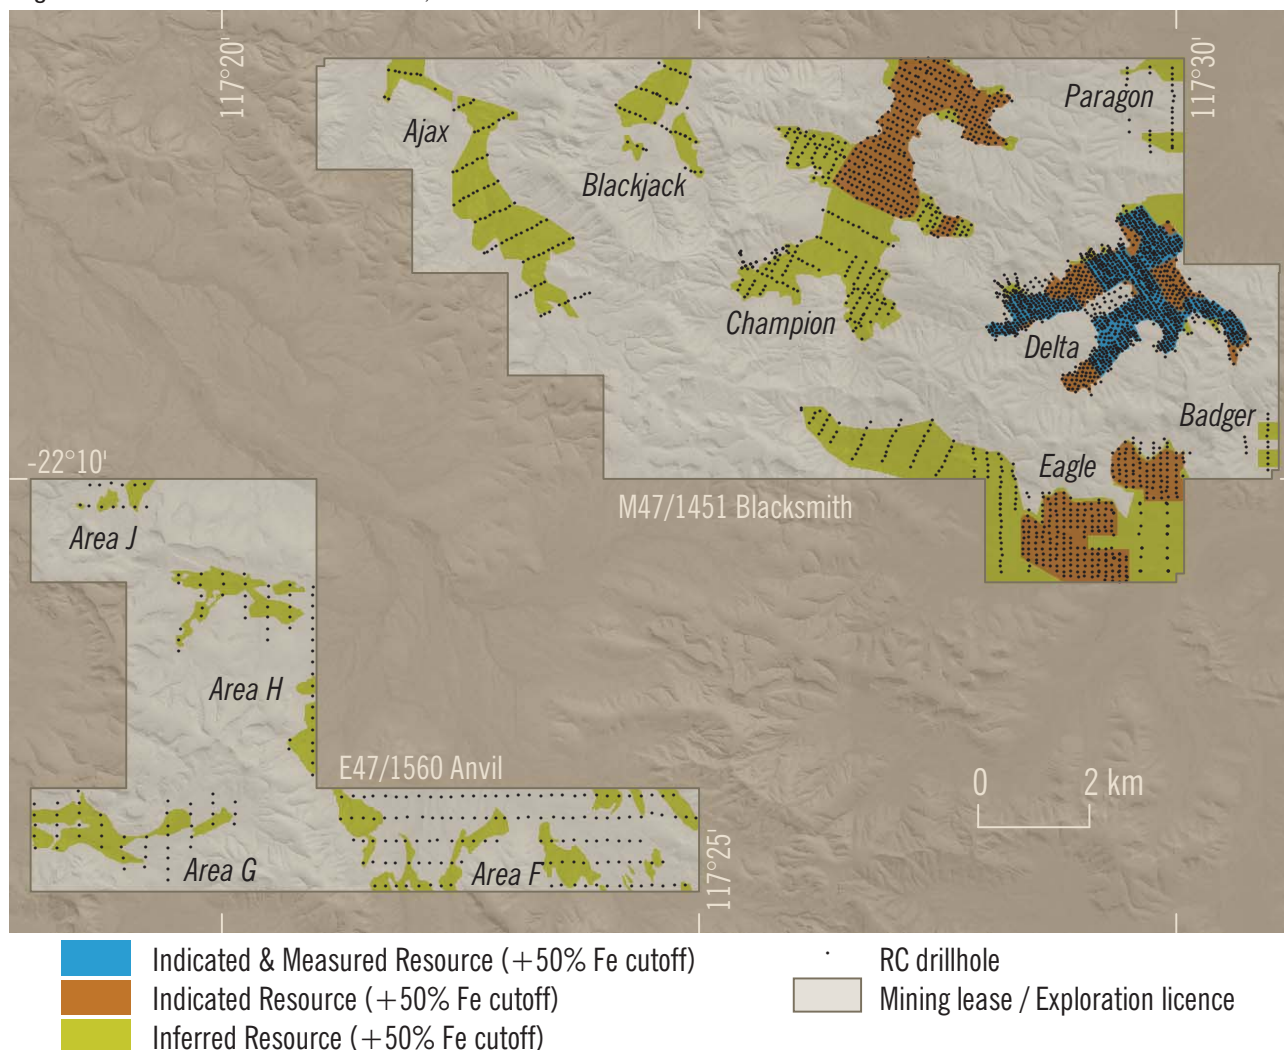 117°20'
117°30'
Paragon
Ajax
Blackjack
Champion
Delta
Badger
-22°10'
Eagle
M47/1451 Blacksmith
Area J
Area H
E47/1560 Anvil
0 2 km
117°25'
Area G
Area F
Indicated & Measured Resource (+50% Fe cutoff)
RC drillhole
Indicated Resource (+50% Fe cutoff)
Mining lease / Exploration licence
Inferred Resource (+50% Fe cutoff)